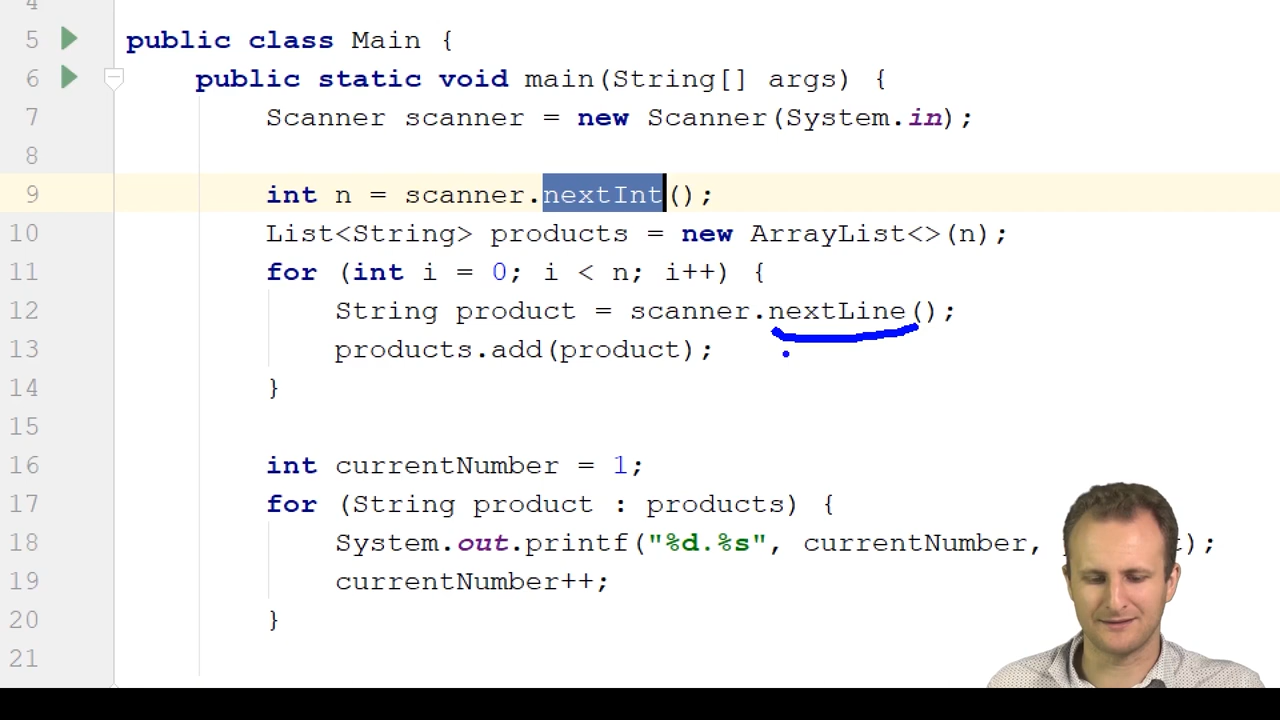 4
5 public class Main {
6 public static void main(String[] args) {
7 Scanner scanner = new Scanner(System.in);
8
9 int n = scanner.nextInt();
10 List<String> products = new ArrayList<>(n);
11 for (int i = 0; i < n; i++) {
12 String product = scanner.nextLine();
13 products.add(product);
14 }
15
16 int currentNumber = 1;
17 for (String product : products) {
18 System.out.printf("%d.%s", currentNumber, );
19 currentNumber++;
20 }
21